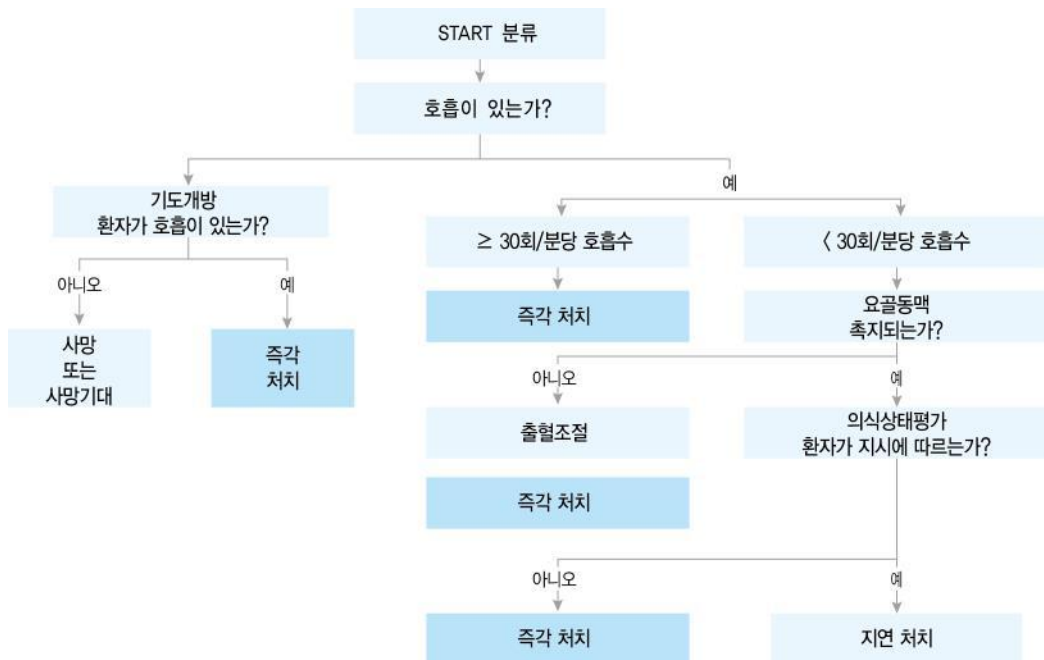 START 분류
호흡이 있는가?
예
기도개방
환자가 호흡이 있는가?
≥ 30회/분당 호흡수
< 30회/분당 호흡수
아니오
예
즉각 처치
요골동맥
촉지되는가?
사망
또는
사망기대
즉각
처치
아니오
예
출혈조절
의식상태평가
환자가 지시에 따르는가?
즉각 처치
아니오
예
즉각 처치
지연 처치